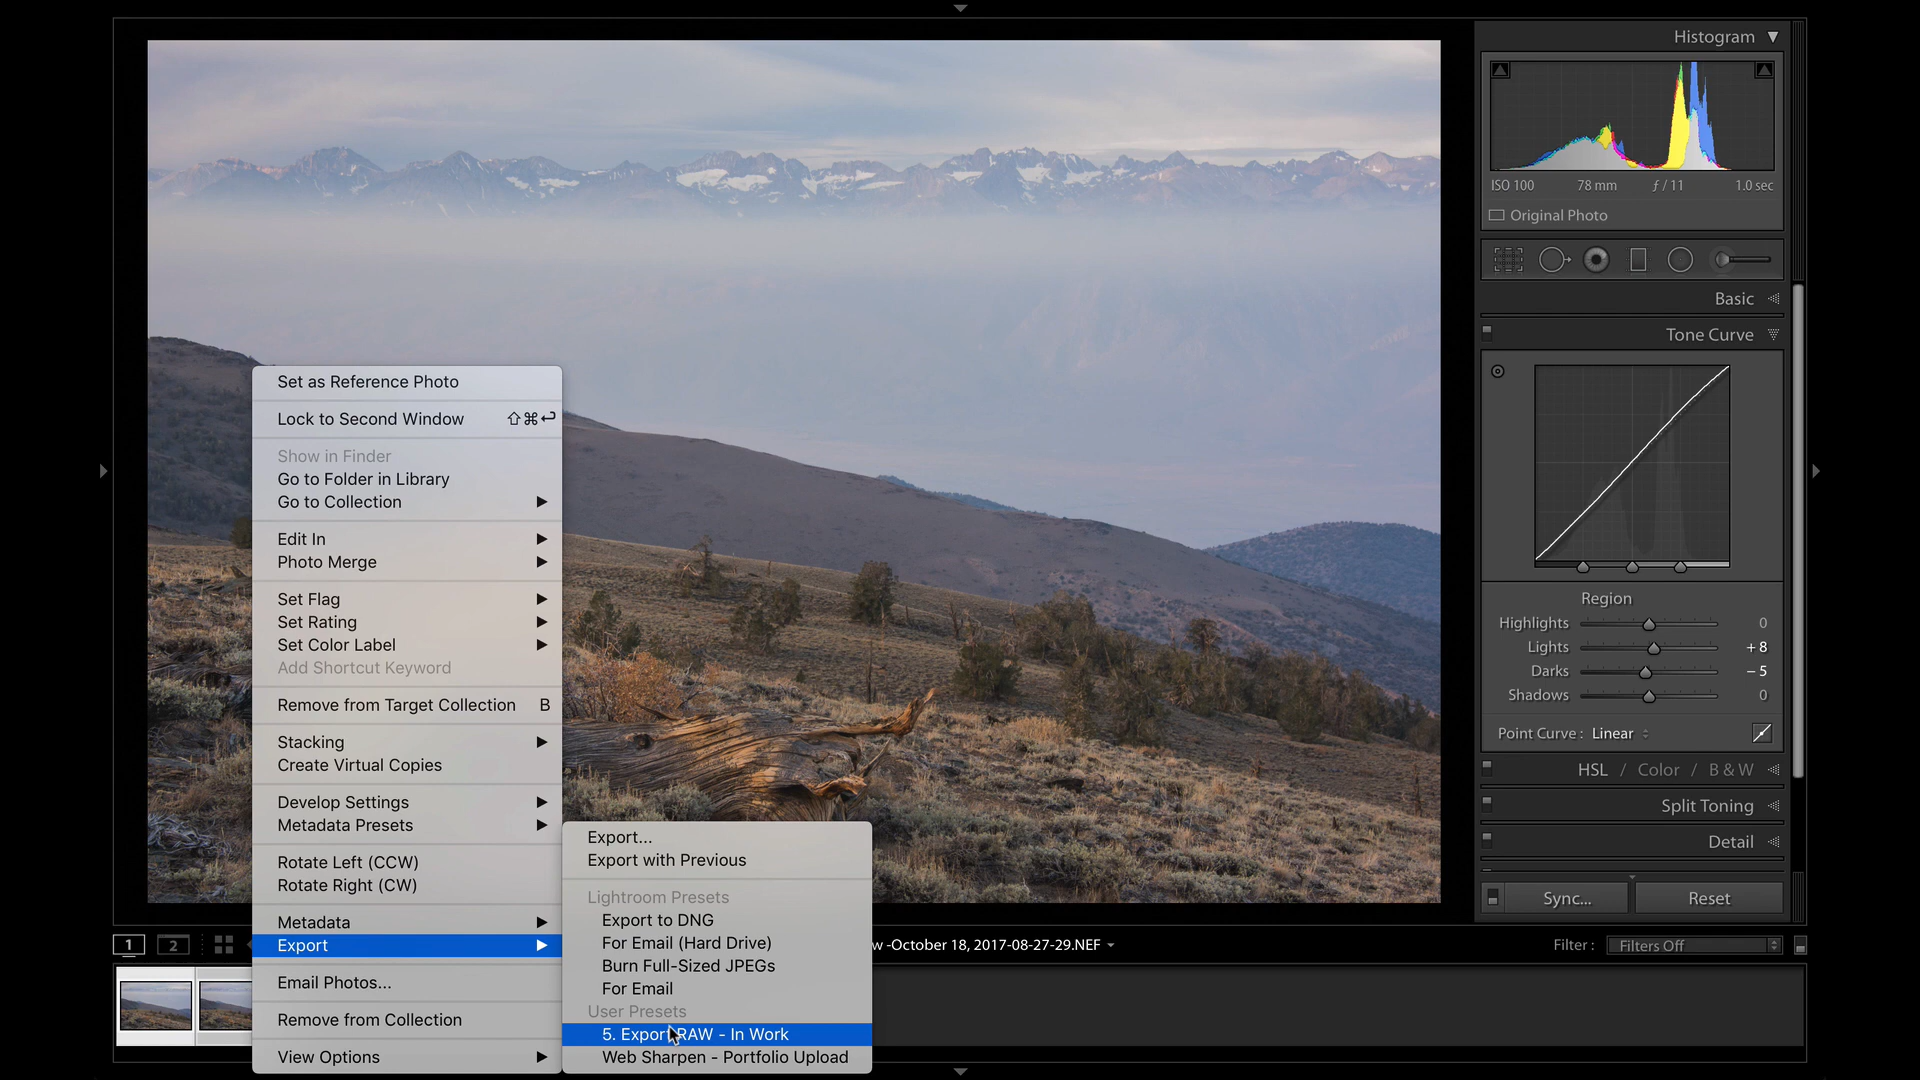 Histogram
ISO 100 78 mm ƒ / 11 1.0 sec
Original Photo
Basic
Tone Curve
Region
Highlights 0
Lights + 8
Darks − 5
Shadows 0
Point Curve : Linear
HSL / Color / B & W
Split Toning
Detail
Sync... Reset
Set as Reference Photo
Lock to Second Window ⇧⌘↩
Show in Finder
Go to Folder in Library
Go to Collection
Edit In
Photo Merge
Set Flag
Set Rating
Set Color Label
Add Shortcut Keyword
Remove from Target Collection B
Stacking
Create Virtual Copies
Develop Settings
Metadata Presets
Rotate Left (CCW)
Rotate Right (CW)
Metadata
Export
Email Photos...
Remove from Collection
View Options
Export...
Export with Previous
Lightroom Presets
Export to DNG
For Email (Hard Drive)
Burn Full-Sized JPEGs
For Email
User Presets
5. Export RAW - In Work
Web Sharpen - Portfolio Upload
1 2
w -October 18, 2017-08-27-29.NEF
Filter : Filters Off